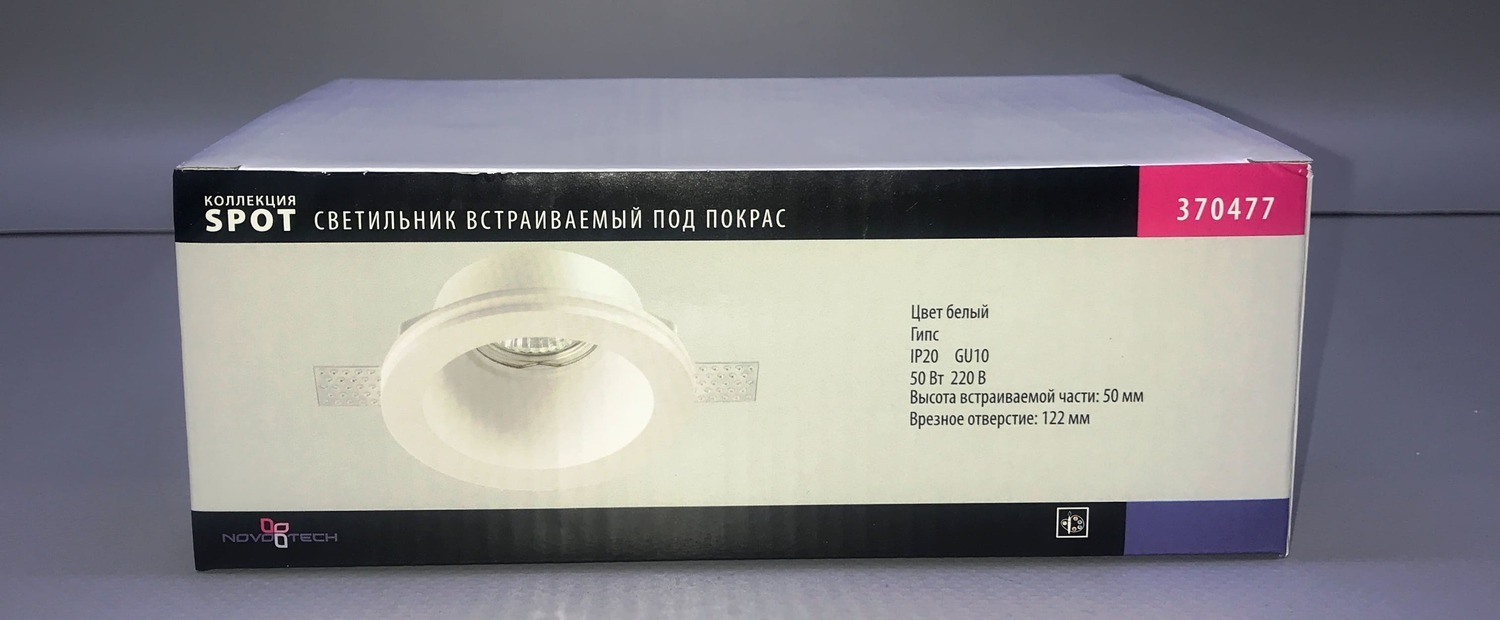 КОЛЛЕКЦИЯ
SPOT СВЕТИЛЬНИК ВСТРАИВАЕМЫЙ ПОД ПОКРАС
370477
Цвет белый
Гипс
IP20 GU10
50 Вт 220 В
Высота встраиваемой части: 50 мм
Врезное отверстие: 122 мм
NOVOTECH